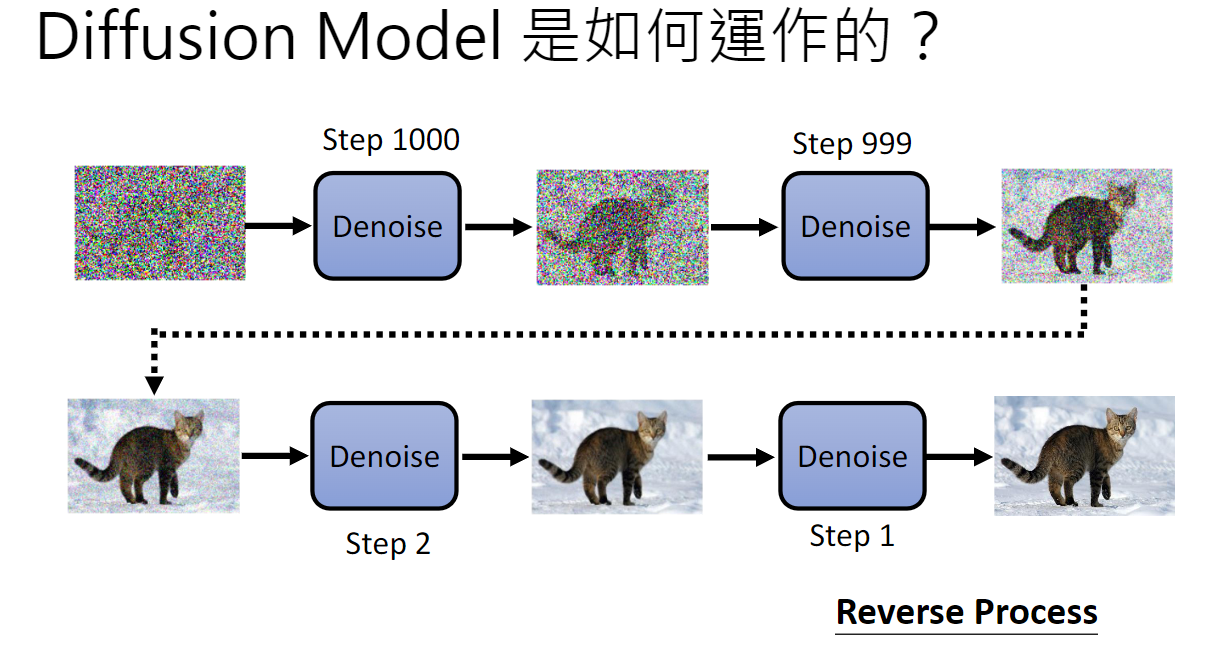 Diffusion Model 是如何運作的？
Step 1000
Step 999
Denoise
Denoise
Denoise
Denoise
Step 2
Step 1
Reverse Process